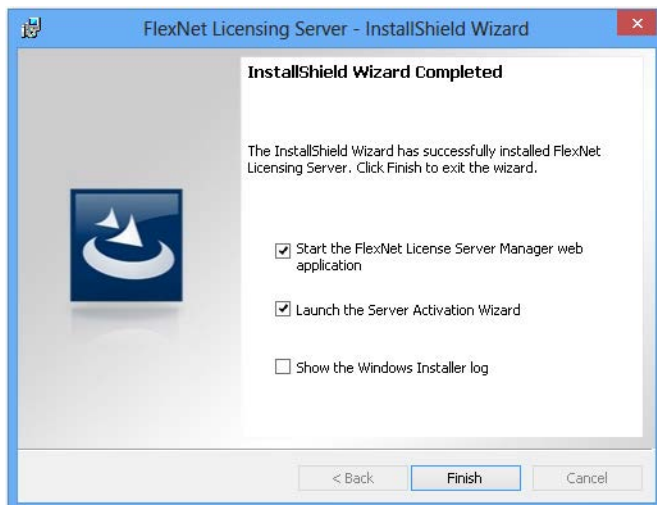 FlexNet Licensing Server - InstallShield Wizard
InstallShield Wizard Completed
The InstallShield Wizard has successfully installed FlexNet
Licensing Server. Click Finish to exit the wizard.
Start the FlexNet License Server Manager web
application
Launch the Server Activation Wizard
Show the Windows Installer log
< Back
Finish
Cancel